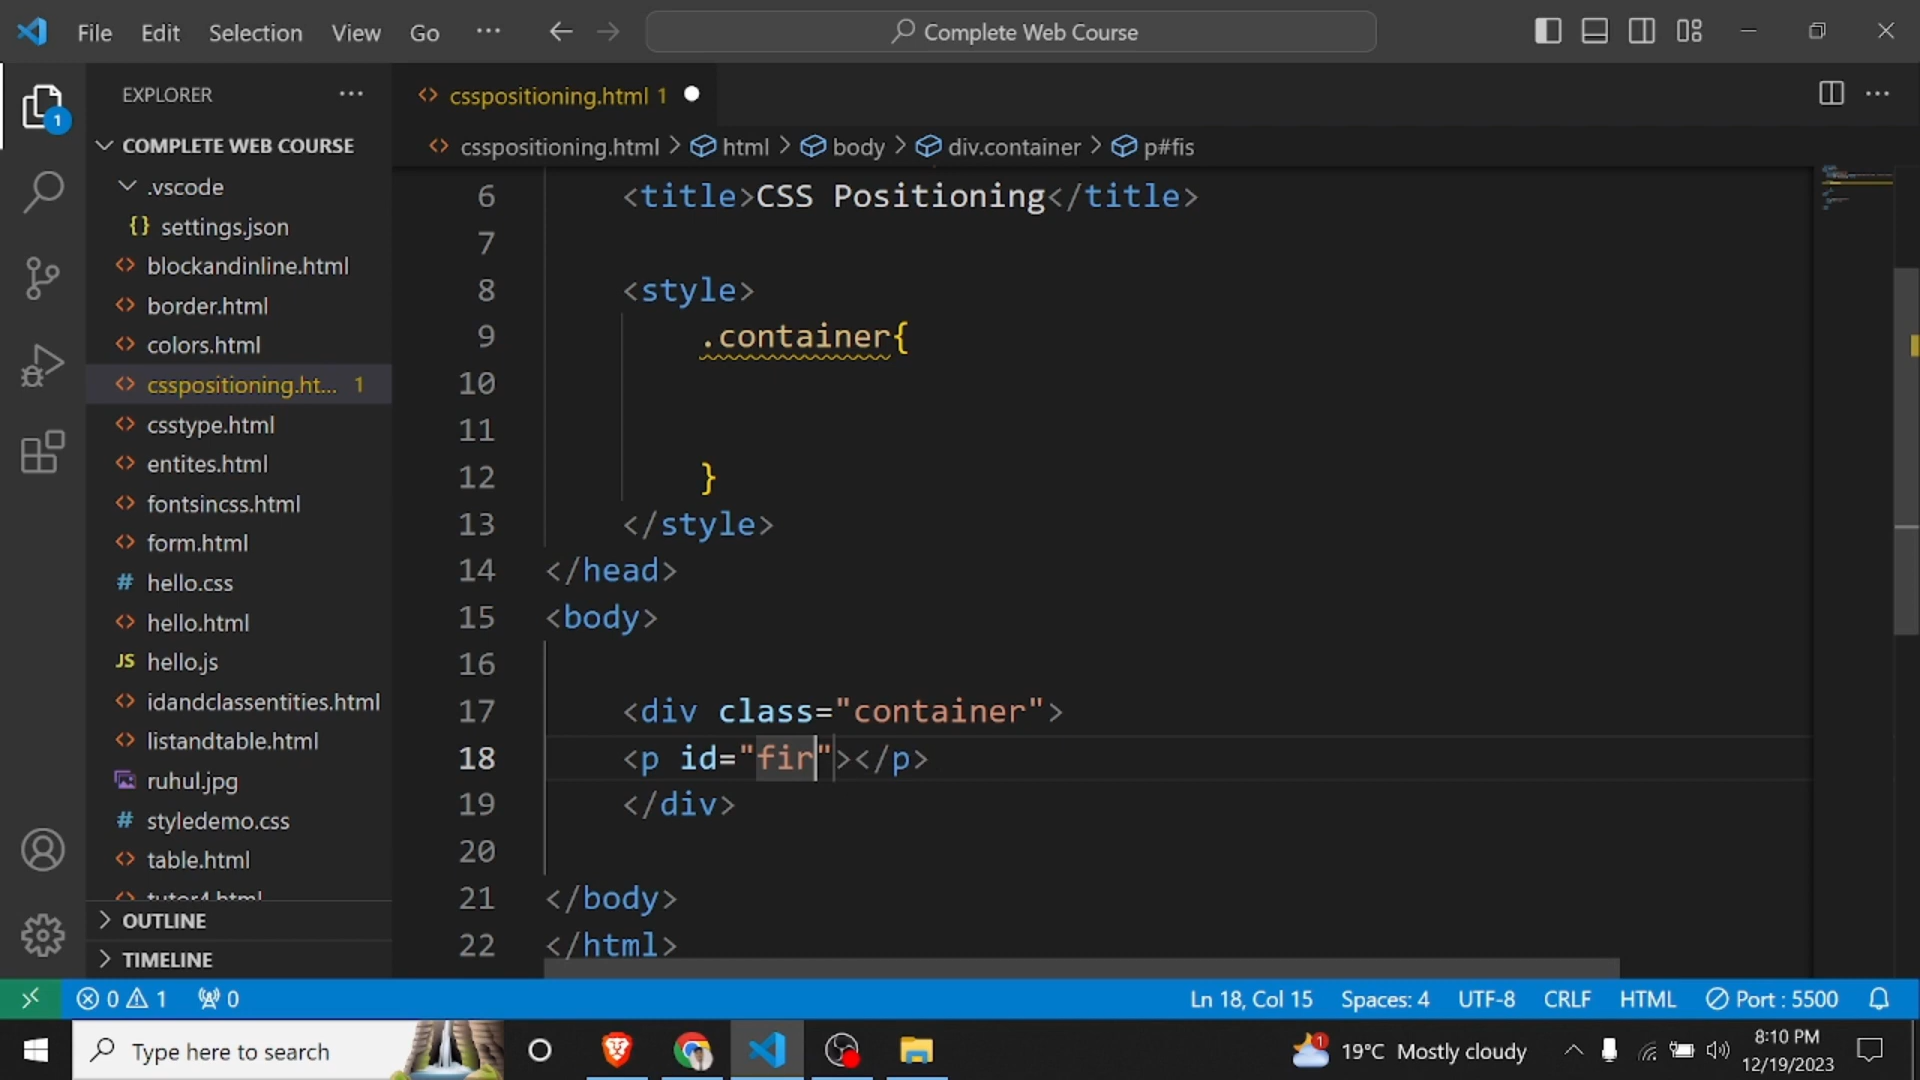 File Edit Selection View Go ··· Complete Web Course
EXPLORER ···
1
COMPLETE WEB COURSE
.vscode
{} settings.json
<> blockandinline.html
<> border.html
<> colors.html
<> csspositioning.ht... 1
<> csstype.html
<> entites.html
<> fontsincss.html
<> form.html
# hello.css
<> hello.html
JS hello.js
<> idandclassentities.html
<> listandtable.html
ruhul.jpg
# styledemo.css
<> table.html
<> tutor4.html
OUTLINE
TIMELINE
<> csspositioning.html 1
<> csspositioning.html > html > body > div.container > p#fis
6 <title>CSS Positioning</title>
7
8 <style>
9 .container{
10
11
12 }
13 </style>
14 </head>
15 <body>
16
17 <div class="container">
18 <p id="fir"></p>
19 </div>
20
21 </body>
22 </html>
0 1 0 Ln 18, Col 15 Spaces: 4 UTF-8 CRLF HTML Port : 5500
Type here to search 1 19°C Mostly cloudy 8:10 PM
12/19/2023